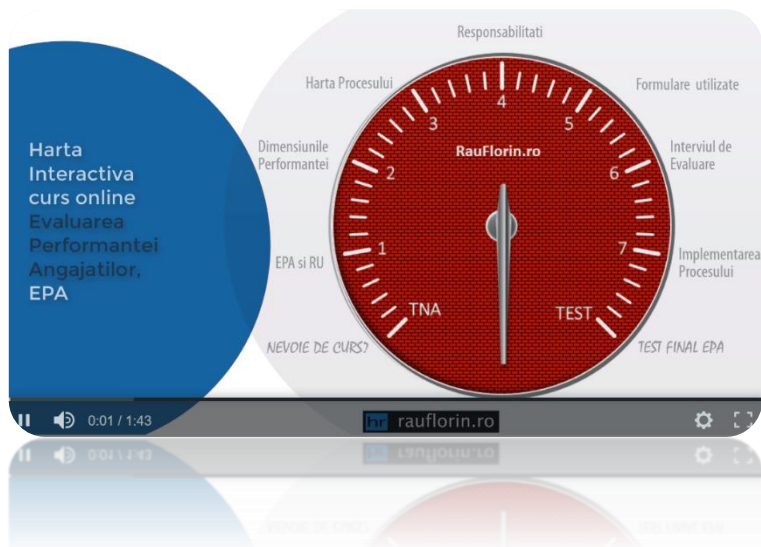 Harta
Interactiva
curs online
Evaluarea
Performantei
Angajatilor,
EPA
Responsabilitati
Harta Procesului
Formulare utilizate
Dimensiunile
Performantei
Interviul de
Evaluare
EPA si RU
Implementarea
Procesului
NEVOIE DE CURS?
TEST FINAL EPA
RauFlorin.ro
TNA
1
2
3
4
5
6
7
TEST
0:01 / 1:43
hr rauflorin.ro